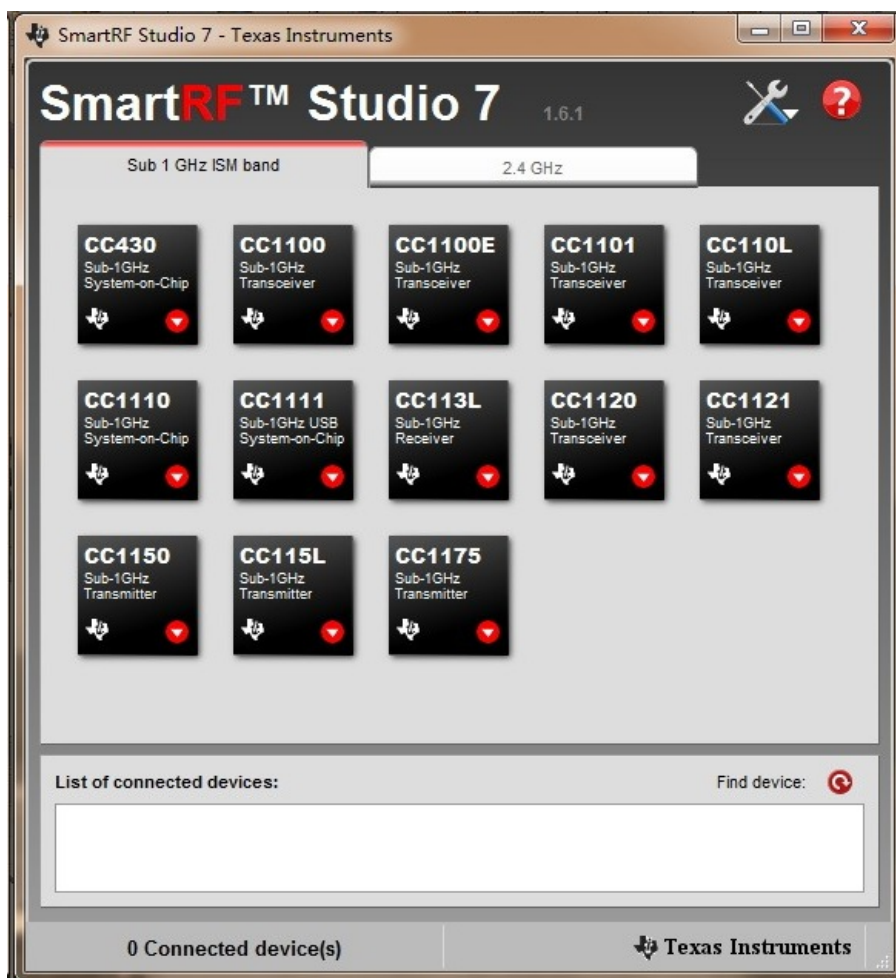 SmartRF Studio 7 - Texas Instruments
SmartRF™ Studio 7 1.6.1
Sub 1 GHz ISM band
2.4 GHz
CC430
Sub-1GHz
System-on-Chip
CC1100
Sub-1GHz
Transceiver
CC1100E
Sub-1GHz
Transceiver
CC1101
Sub-1GHz
Transceiver
CC110L
Sub-1GHz
Transceiver
CC1110
Sub-1GHz
System-on-Chip
CC1111
Sub-1GHz USB
System-on-Chip
CC113L
Sub-1GHz
Receiver
CC1120
Sub-1GHz
Transceiver
CC1121
Sub-1GHz
Transceiver
CC1150
Sub-1GHz
Transmitter
CC115L
Sub-1GHz
Transmitter
CC1175
Sub-1GHz
Transmitter
List of connected devices:
Find device:
0 Connected device(s)
Texas Instruments